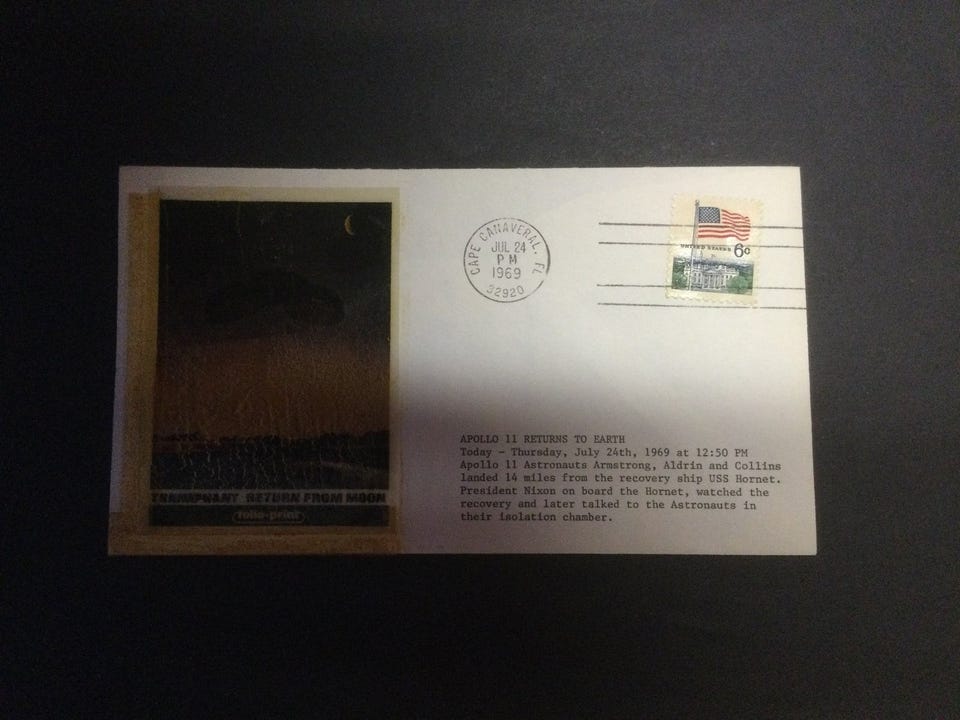 CAPE CANAVERAL, FL
JUL 24
PM
1969
32920
UNITED STATES 6c
TRIUMPHANT RETURN FROM MOON
folio-print
APOLLO 11 RETURNS TO EARTH
Today - Thursday, July 24th, 1969 at 12:50 PM
Apollo 11 Astronauts Armstrong, Aldrin and Collins
landed 14 miles from the recovery ship USS Hornet.
President Nixon on board the Hornet, watched the
recovery and later talked to the Astronauts in
their isolation chamber.